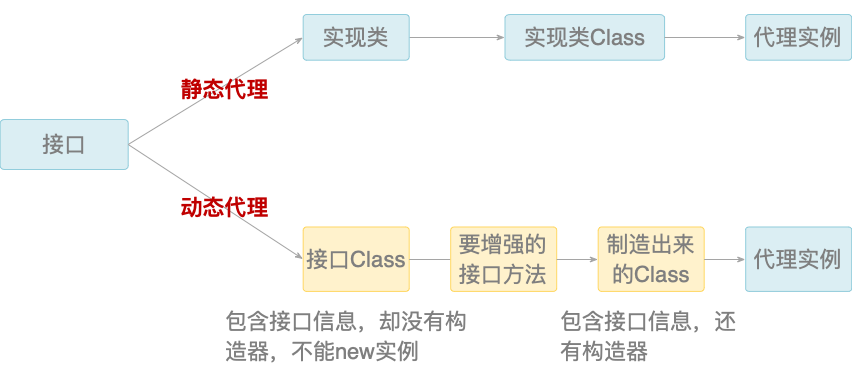 实现类
实现类Class
代理实例
静态代理
接口
动态代理
接口Class
要增强的
接口方法
制造出来
的Class
代理实例
包含接口信息，却没有构
造器，不能new实例
包含接口信息，还
有构造器